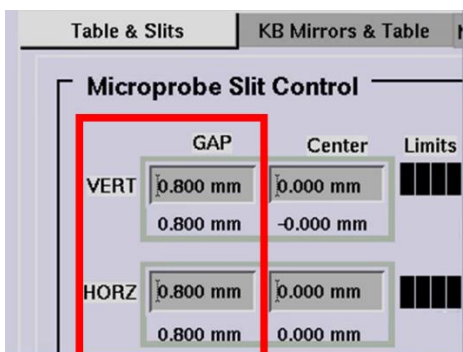 Table & Slits KB Mirrors & Table
Microprobe Slit Control
GAP Center Limits
VERT 0.800 mm 0.000 mm
0.800 mm -0.000 mm
HORZ 0.800 mm 0.000 mm
0.800 mm 0.000 mm